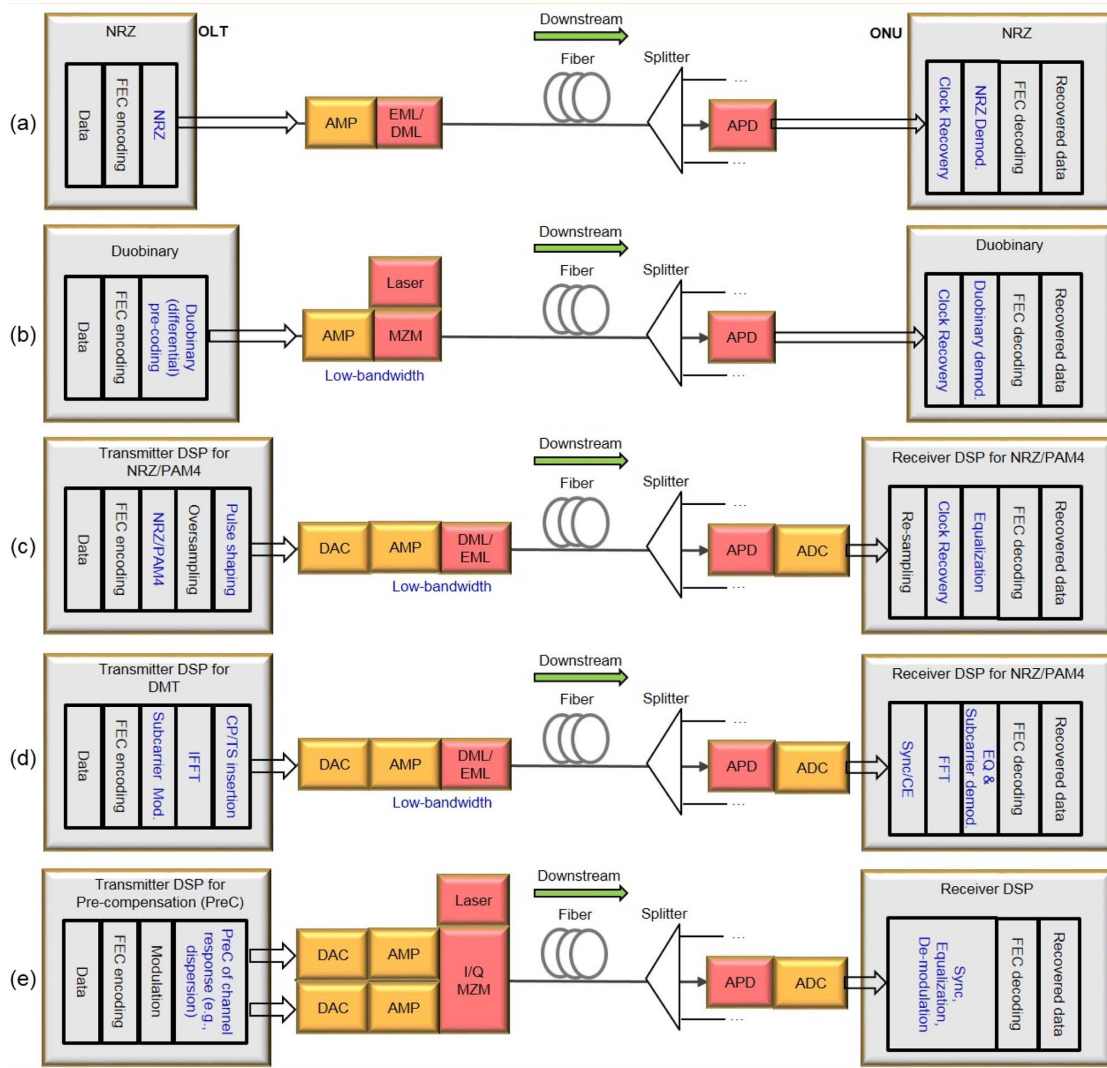 NRZ
OLT
Data
FEC encoding
NRZ
(a)
AMP
EML/
DML
Downstream
Fiber
Splitter
...
...
APD
ONU
NRZ
Clock Recovery
NRZ Demod.
FEC decoding
Recovered data
Duobinary
Data
FEC encoding
Duobinary
(differential)
pre-coding
(b)
Laser
AMP
MZM
Low-bandwidth
Downstream
Fiber
Splitter
...
...
APD
Duobinary
Clock Recovery
Duobinary demod.
FEC decoding
Recovered data
Transmitter DSP for
NRZ/PAM4
Data
FEC encoding
NRZ/PAM4
Oversampling
Pulse shaping
(c)
DAC
AMP
DML/
EML
Low-bandwidth
Downstream
Fiber
Splitter
...
...
APD
ADC
Receiver DSP for NRZ/PAM4
Re-sampling
Clock Recovery
Equalization
FEC decoding
Recovered data
Transmitter DSP for
DMT
Data
FEC encoding
Subcarrier Mod.
IFFT
CP/TS insertion
(d)
DAC
AMP
DML/
EML
Low-bandwidth
Downstream
Fiber
Splitter
...
...
APD
ADC
Receiver DSP for NRZ/PAM4
Sync/CE
FFT
EQ &
Subcarrier demod.
FEC decoding
Recovered data
Transmitter DSP for
Pre-compensation (PreC)
Data
FEC encoding
Modulation
PreC of channel
response (e.g.,
dispersion)
(e)
Laser
DAC
AMP
DAC
AMP
I/Q
MZM
Downstream
Fiber
Splitter
...
...
APD
ADC
Receiver DSP
Sync,
Equalization,
De-modulation
FEC decoding
Recovered data